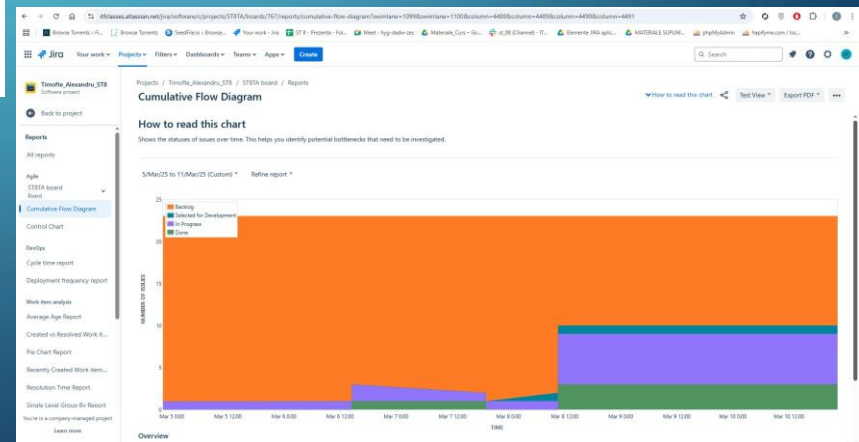 itfclasses.atlassian.net/jira/software/c/projects/ST8TA/boards/767/reports/cumulative-flow-diagram?swimlane=1099&swimlane=1100&column=4488&column=4489&column=4490&column=4491
Browse Torrents
Browse Torrents
SeedFile.io
Browse...
Your work - Jira
ST 8 - Prezenta - Foi...
Meet - hyg-dadw-zes
Materiale_Curs – Go...
(Channel) - IT...
Elemente JIRA aplic...
MATERIALE SUPLIM...
phpMyAdmin
Jira
Your work
Projects
Filters
Dashboards
Teams
Apps
Create
Search
Timofte_Alexandru_ST8
Software project
Back to project
Reports
All reports
Agile
ST8TA board
Board
Cumulative Flow Diagram
Control Chart
DevOps
Cycle time report
Deployment frequency report
Work item analysis
Average Age Report
Created vs Resolved Work it...
Pie Chart Report
Recently Created Work item...
Resolution Time Report
Single Level Group By Report
You're in a company-managed project
Learn more
Projects / Timofte_Alexandru_ST8 / ST8TA board / Reports
Cumulative Flow Diagram
How to read this chart
Test View
Export PDF
How to read this chart
Shows the statuses of issues over time. This helps you identify potential bottlenecks that need to be investigated.
5/Mar/25 to 11/Mar/25 (Custom)
Refine report
Backlog
Selected for Development
In Progress
Done
NUMBER OF ISSUES
25
20
15
10
5
0
Mar 5 0:00
Mar 5 12:00
Mar 6 0:00
Mar 6 12:00
Mar 7 0:00
Mar 7 12:00
Mar 8 0:00
Mar 8 12:00
Mar 9 0:00
Mar 9 12:00
Mar 10 0:00
Mar 10 12:00
TIME
Overview